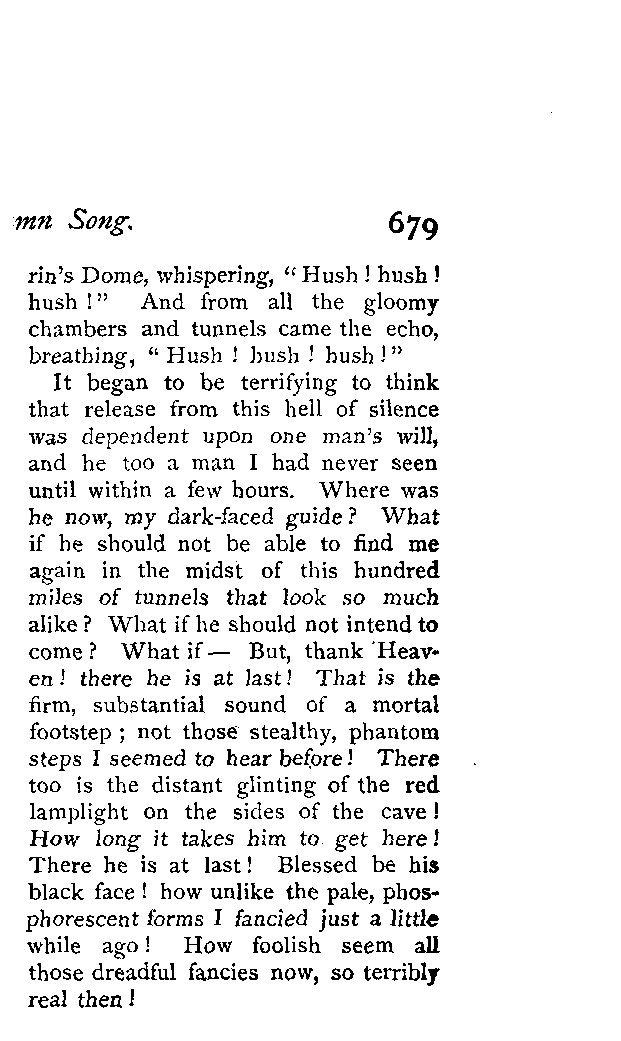 mn Song. 679
rin's Dome, whispering, "Hush ! hush !
hush !" And from all the gloomy
chambers and tunnels came the echo,
breathing, "Hush ! hush ! hush !"
It began to be terrifying to think
that release from this hell of silence
was dependent upon one man's will,
and he too a man I had never seen
until within a few hours. Where was
he now, my dark-faced guide ? What
if he should not be able to find me
again in the midst of this hundred
miles of tunnels that look so much
alike ? What if he should not intend to
come ? What if — But, thank Heav-
en ! there he is at last ! That is the
firm, substantial sound of a mortal
footstep ; not those stealthy, phantom
steps I seemed to hear before ! There
too is the distant glinting of the red
lamplight on the sides of the cave !
How long it takes him to get here !
There he is at last ! Blessed be his
black face ! how unlike the pale, phos-
phorescent forms I fancied just a little
while ago ! How foolish seem all
those dreadful fancies now, so terribly
real then !